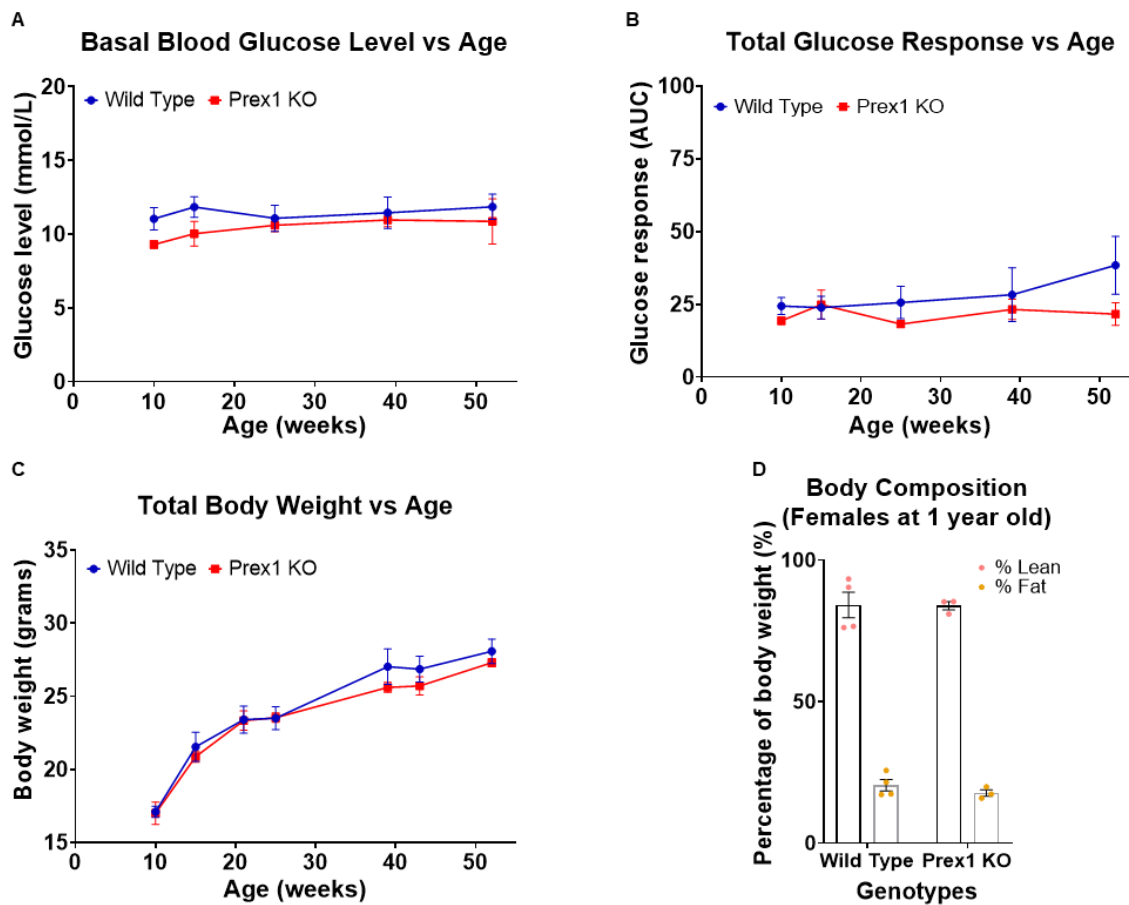 A
Basal Blood Glucose Level vs Age
Wild Type Prex1 KO
Glucose level (mmol/L)
20
15
10
5
0
0 10 20 30 40 50
Age (weeks)
B
Total Glucose Response vs Age
Wild Type Prex1 KO
Glucose response (AUC)
100
75
50
25
0
0 10 20 30 40 50
Age (weeks)
C
Total Body Weight vs Age
Wild Type Prex1 KO
Body weight (grams)
35
30
25
20
15
0 10 20 30 40 50
Age (weeks)
D
Body Composition
(Females at 1 year old)
% Lean
% Fat
Percentage of body weight (%)
100
50
0
Wild Type Prex1 KO
Genotypes